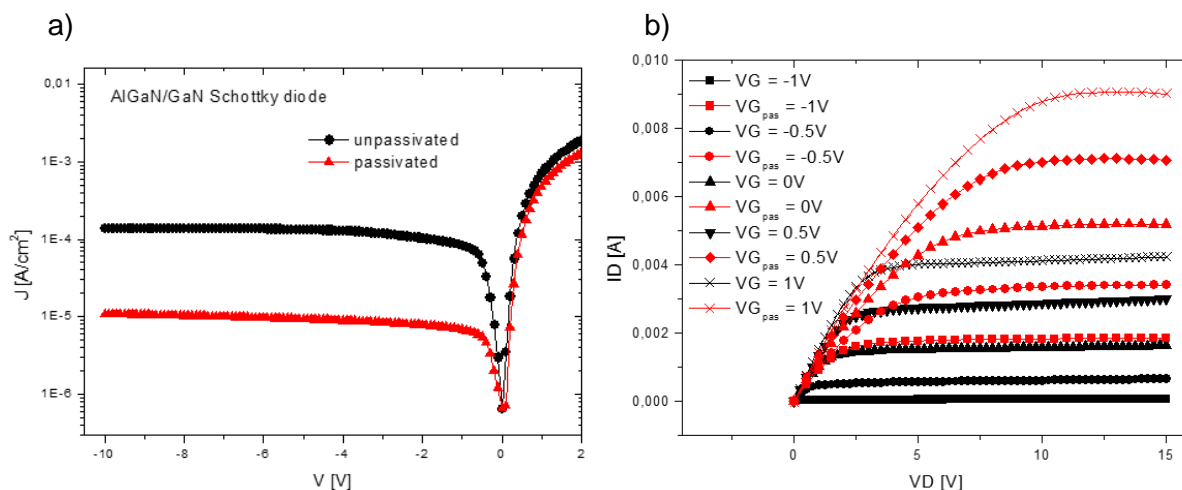 a)
0,01
1E-3
1E-4
1E-5
1E-6
J [A/cm²]
AlGaN/GaN Schottky diode
unpassivated
passivated
-10
-8
-6
-4
-2
0
2
V [V]
b)
0,010
0,008
0,006
0,004
0,002
0,000
ID [A]
VG = -1V
VGpas = -1V
VG = -0.5V
VGpas = -0.5V
VG = 0V
VGpas = 0V
VG = 0.5V
VGpas = 0.5V
VG = 1V
VGpas = 1V
0
5
10
15
VD [V]